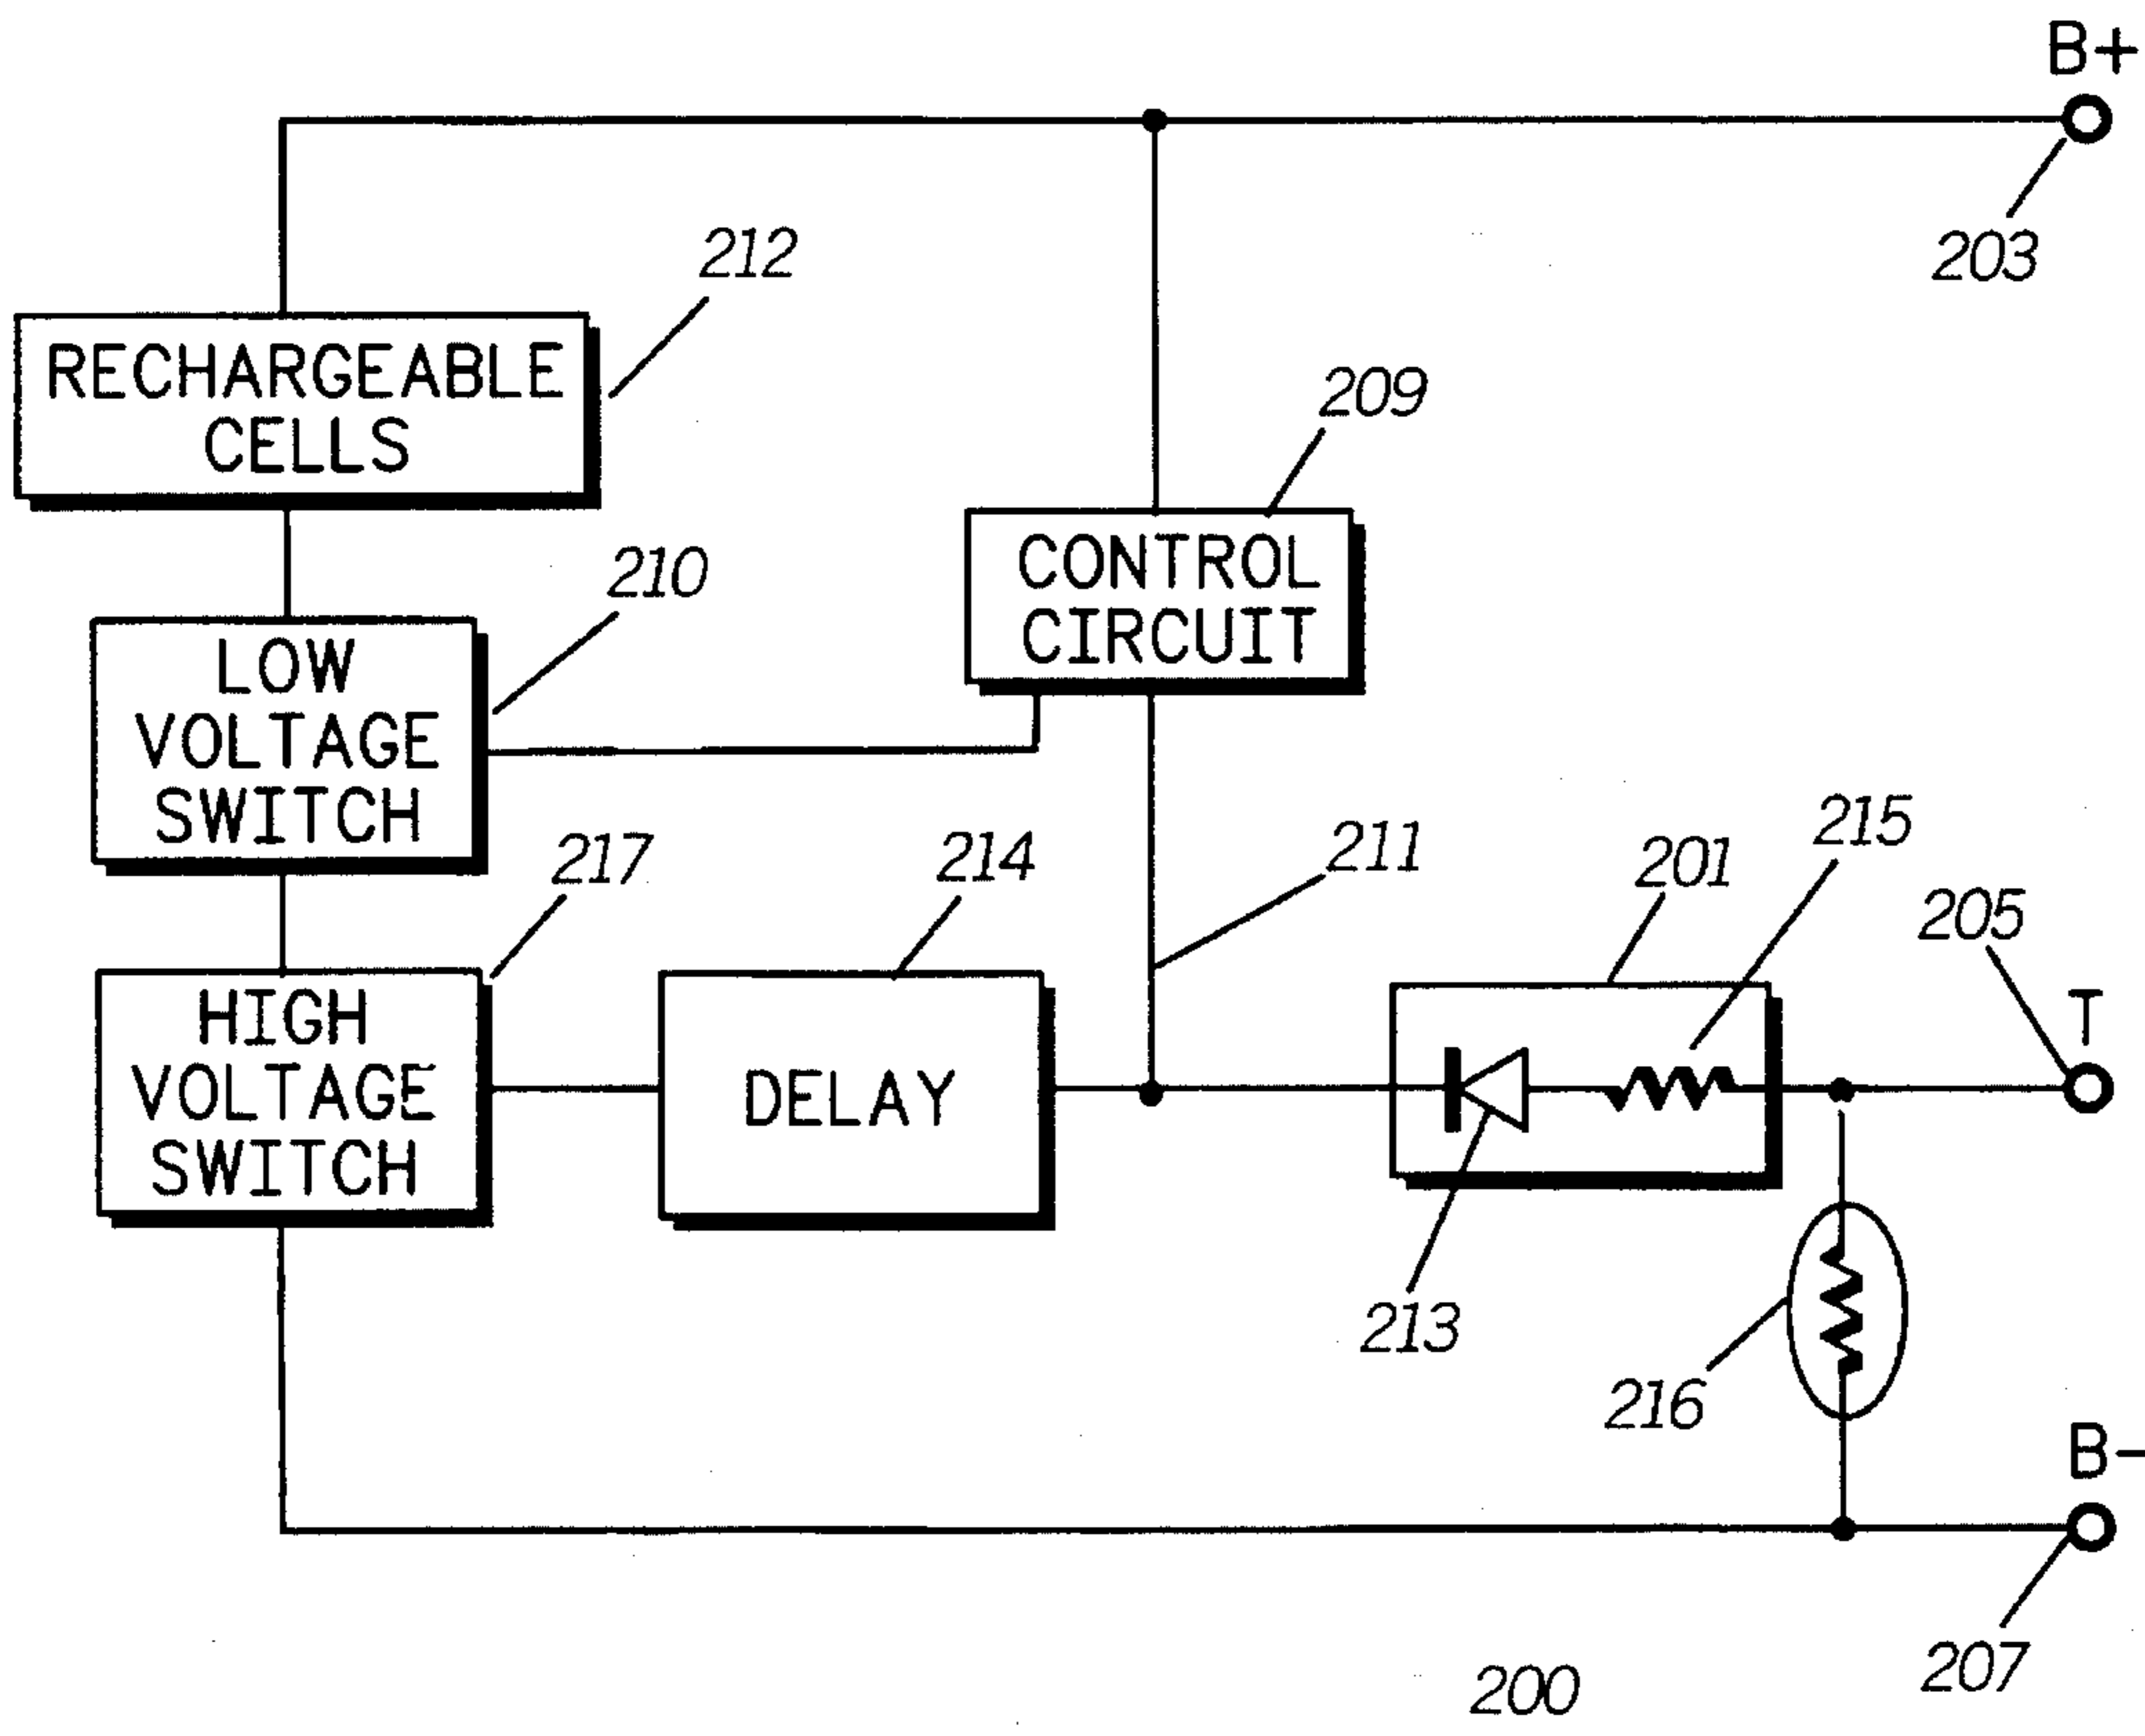 B+
203
212
RECHARGEABLE
CELLS
209
210
CONTROL
CIRCUIT
LOW
VOLTAGE
SWITCH
217
214
211
201
215
205
T
HIGH
VOLTAGE
SWITCH
DELAY
213
216
B-
207
200